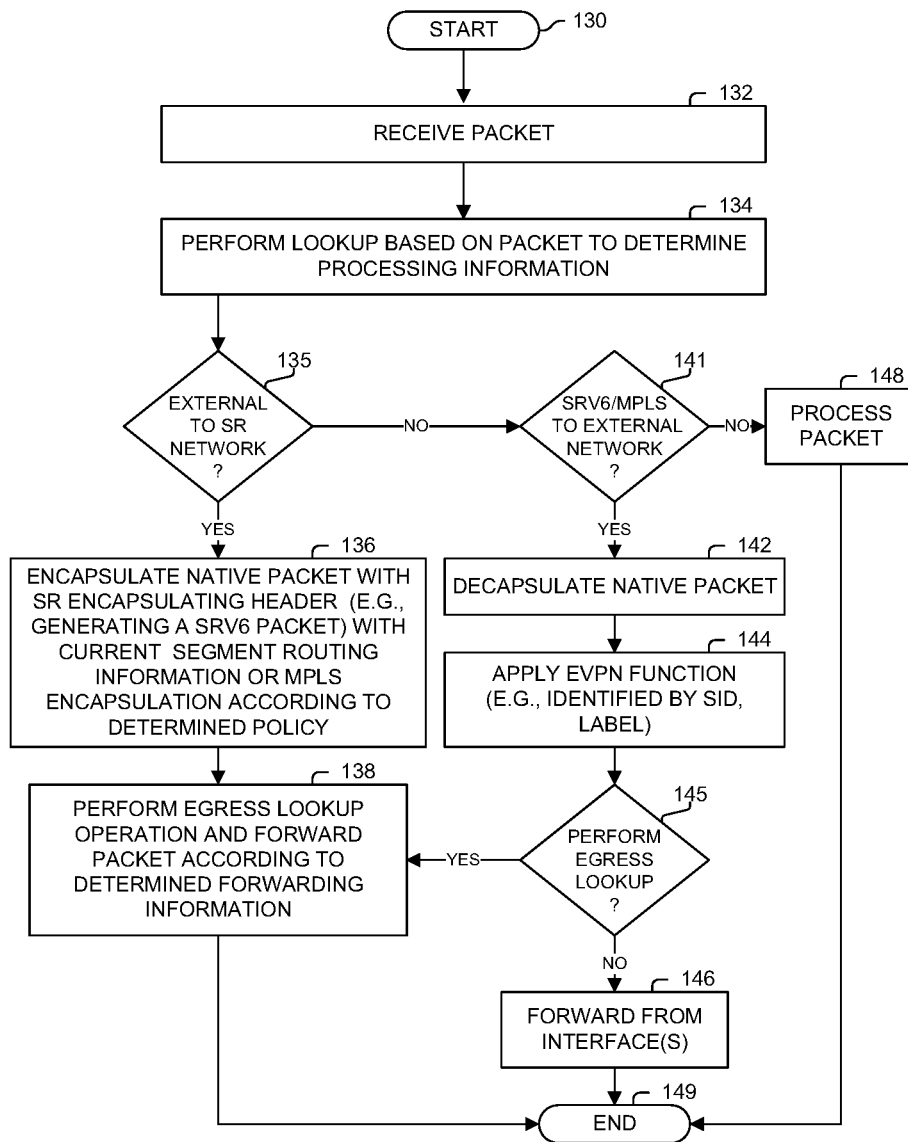 START
130
132
RECEIVE PACKET
134
PERFORM LOOKUP BASED ON PACKET TO DETERMINE
PROCESSING INFORMATION
135
EXTERNAL
TO SR
NETWORK
?
NO
141
SRV6/MPLS
TO EXTERNAL
NETWORK
?
NO
148
PROCESS
PACKET
YES
YES
136
ENCAPSULATE NATIVE PACKET WITH
SR ENCAPSULATING HEADER (E.G.,
GENERATING A SRV6 PACKET) WITH
CURRENT SEGMENT ROUTING
INFORMATION OR MPLS
ENCAPSULATION ACCORDING TO
DETERMINED POLICY
142
DECAPSULATE NATIVE PACKET
144
APPLY EVPN FUNCTION
(E.G., IDENTIFIED BY SID,
LABEL)
138
PERFORM EGRESS LOOKUP
OPERATION AND FORWARD
PACKET ACCORDING TO
DETERMINED FORWARDING
INFORMATION
YES
145
PERFORM
EGRESS
LOOKUP
?
NO
146
FORWARD FROM
INTERFACE(S)
149
END